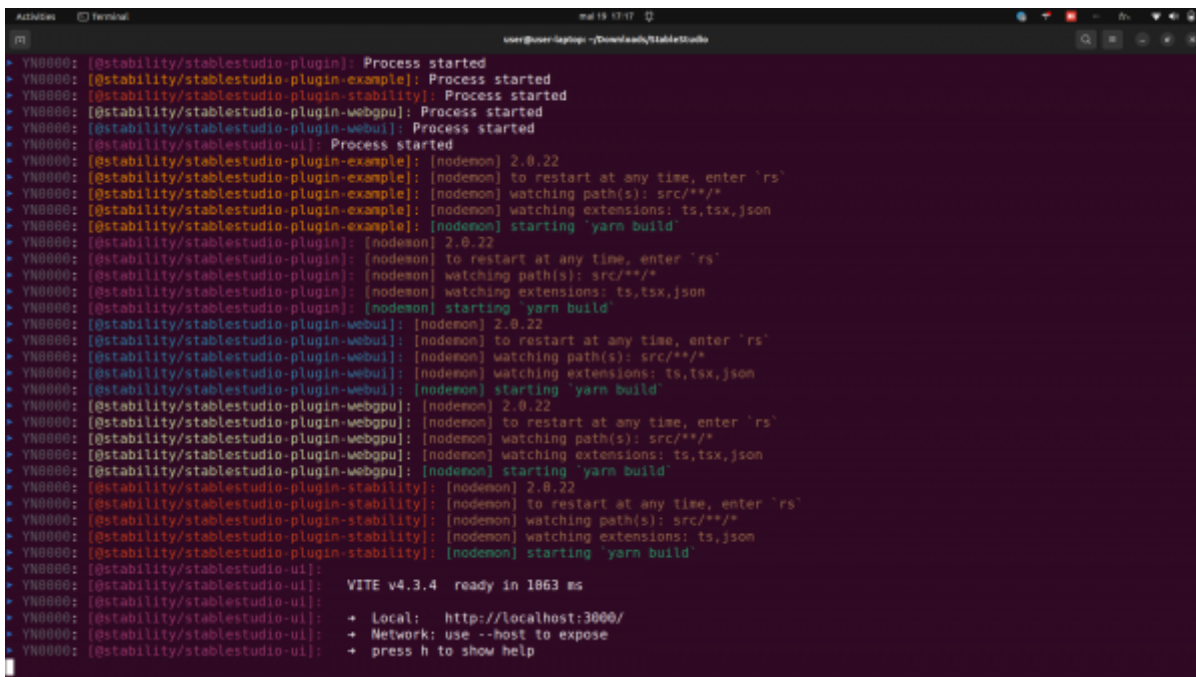 Activities Terminal mai 19 17:17
user@user-laptop: ~/Downloads/StableStudio
YN0000: [@stability/stablestudio-plugin]: Process started
YN0000: [@stability/stablestudio-plugin-example]: Process started
YN0000: [@stability/stablestudio-plugin-stability]: Process started
YN0000: [@stability/stablestudio-plugin-webgpu]: Process started
YN0000: [@stability/stablestudio-plugin-webui]: Process started
YN0000: [@stability/stablestudio-ui]: Process started
YN0000: [@stability/stablestudio-plugin-example]: [nodemon] 2.0.22
YN0000: [@stability/stablestudio-plugin-example]: [nodemon] to restart at any time, enter `rs`
YN0000: [@stability/stablestudio-plugin-example]: [nodemon] watching path(s): src/**/*
YN0000: [@stability/stablestudio-plugin-example]: [nodemon] watching extensions: ts,tsx,json
YN0000: [@stability/stablestudio-plugin-example]: [nodemon] starting `yarn build`
YN0000: [@stability/stablestudio-plugin]: [nodemon] 2.0.22
YN0000: [@stability/stablestudio-plugin]: [nodemon] to restart at any time, enter `rs`
YN0000: [@stability/stablestudio-plugin]: [nodemon] watching path(s): src/**/*
YN0000: [@stability/stablestudio-plugin]: [nodemon] watching extensions: ts,tsx,json
YN0000: [@stability/stablestudio-plugin]: [nodemon] starting `yarn build`
YN0000: [@stability/stablestudio-plugin-webui]: [nodemon] 2.0.22
YN0000: [@stability/stablestudio-plugin-webui]: [nodemon] to restart at any time, enter `rs`
YN0000: [@stability/stablestudio-plugin-webui]: [nodemon] watching path(s): src/**/*
YN0000: [@stability/stablestudio-plugin-webui]: [nodemon] watching extensions: ts,tsx,json
YN0000: [@stability/stablestudio-plugin-webui]: [nodemon] starting `yarn build`
YN0000: [@stability/stablestudio-plugin-webgpu]: [nodemon] 2.0.22
YN0000: [@stability/stablestudio-plugin-webgpu]: [nodemon] to restart at any time, enter `rs`
YN0000: [@stability/stablestudio-plugin-webgpu]: [nodemon] watching path(s): src/**/*
YN0000: [@stability/stablestudio-plugin-webgpu]: [nodemon] watching extensions: ts,tsx,json
YN0000: [@stability/stablestudio-plugin-webgpu]: [nodemon] starting `yarn build`
YN0000: [@stability/stablestudio-plugin-stability]: [nodemon] 2.0.22
YN0000: [@stability/stablestudio-plugin-stability]: [nodemon] to restart at any time, enter `rs`
YN0000: [@stability/stablestudio-plugin-stability]: [nodemon] watching path(s): src/**/*
YN0000: [@stability/stablestudio-plugin-stability]: [nodemon] watching extensions: ts,json
YN0000: [@stability/stablestudio-plugin-stability]: [nodemon] starting `yarn build`
YN0000: [@stability/stablestudio-ui]:
YN0000: [@stability/stablestudio-ui]: VITE v4.3.4 ready in 1063 ms
YN0000: [@stability/stablestudio-ui]:
YN0000: [@stability/stablestudio-ui]: ➜ Local: http://localhost:3000/
YN0000: [@stability/stablestudio-ui]: ➜ Network: use --host to expose
YN0000: [@stability/stablestudio-ui]: ➜ press h to show help